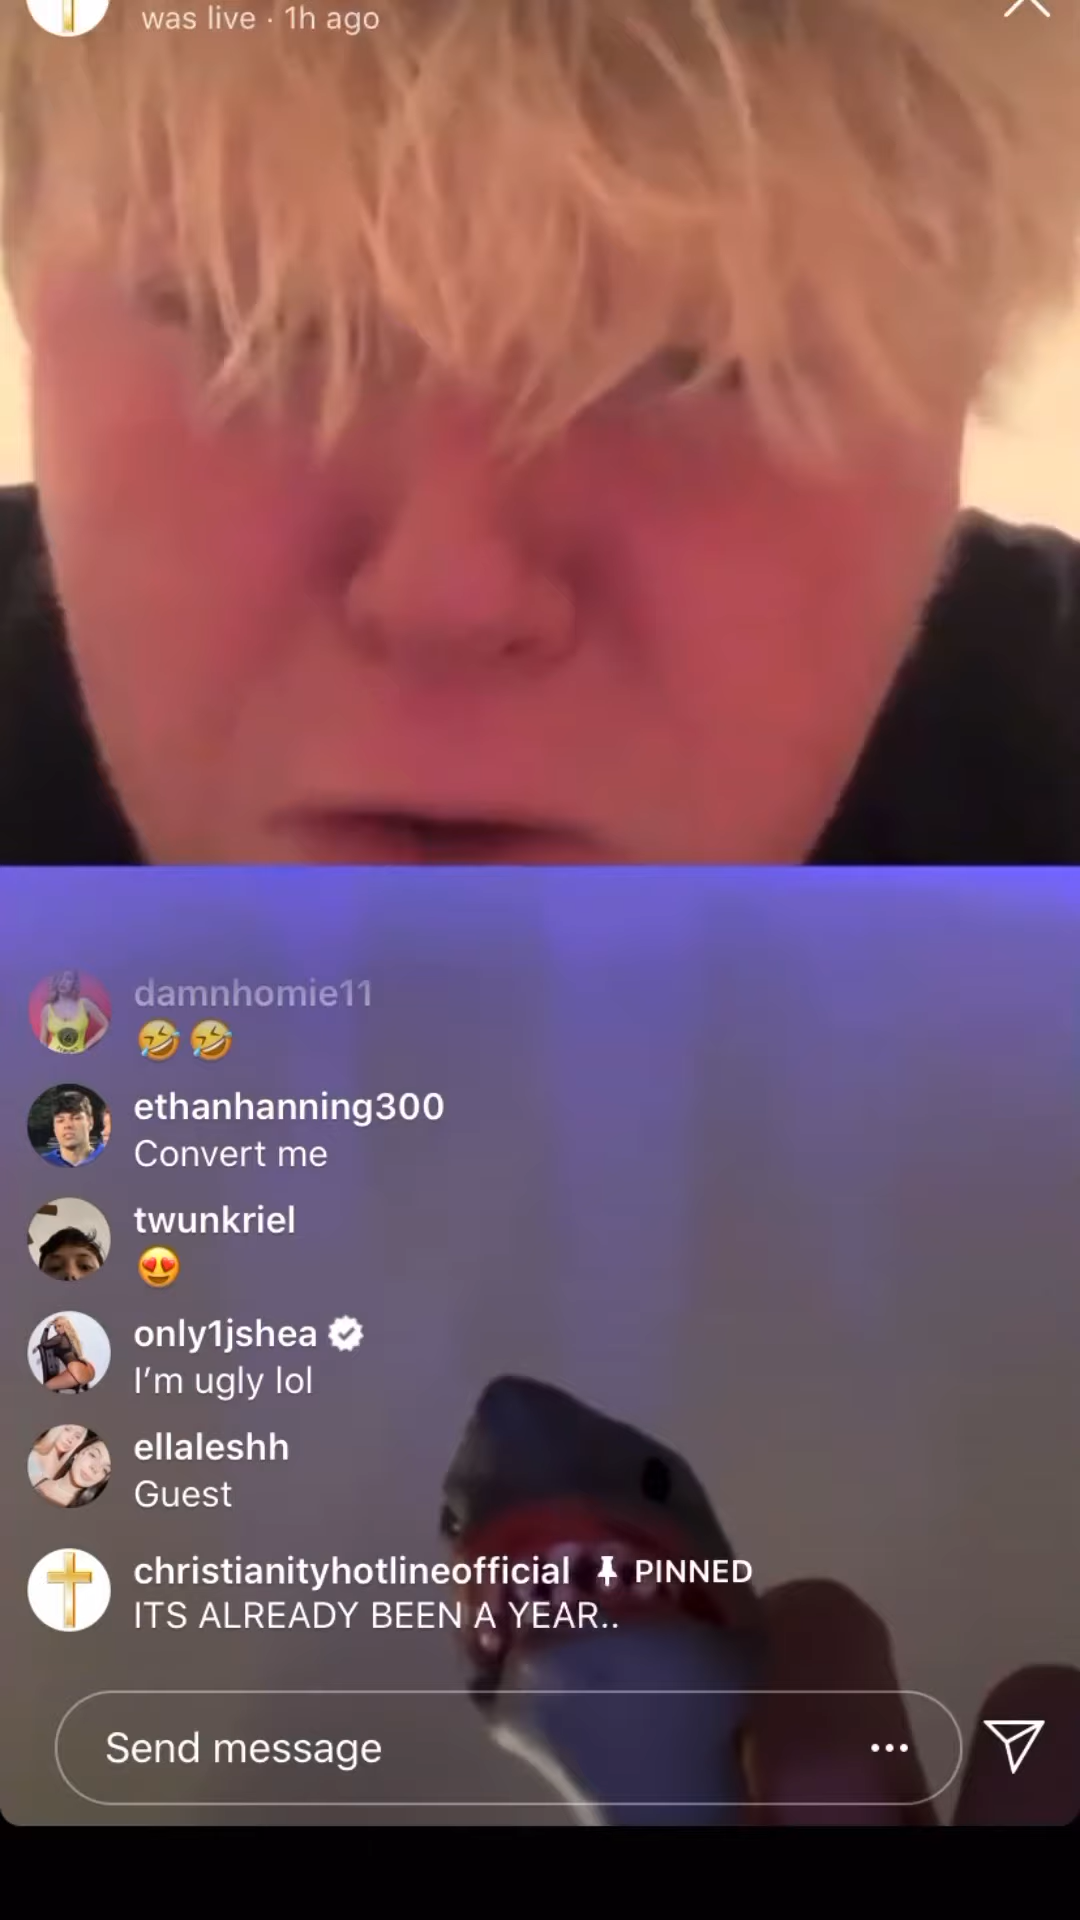 was live · 1h ago
damnhomie11
🤣🤣
ethanhanning300
Convert me
twunkriel
😍
only1jshea
I’m ugly lol
ellaleshh
Guest
christianityhotlineofficial PINNED
ITS ALREADY BEEN A YEAR..
Send message